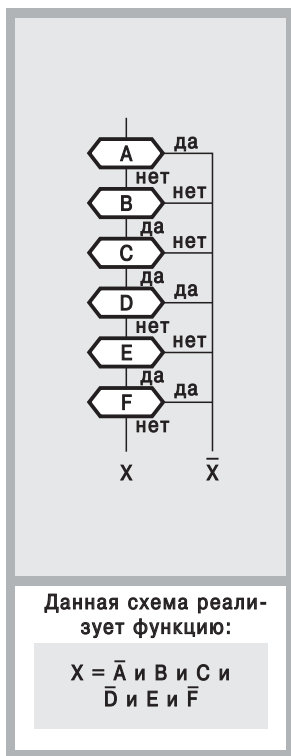 A да
нет
B нет
да
C нет
да
D да
нет
E нет
да
F да
нет
X X̅
Данная схема реали-
зует функцию:
X = A̅ и B и C и
D̅ и E и F̅